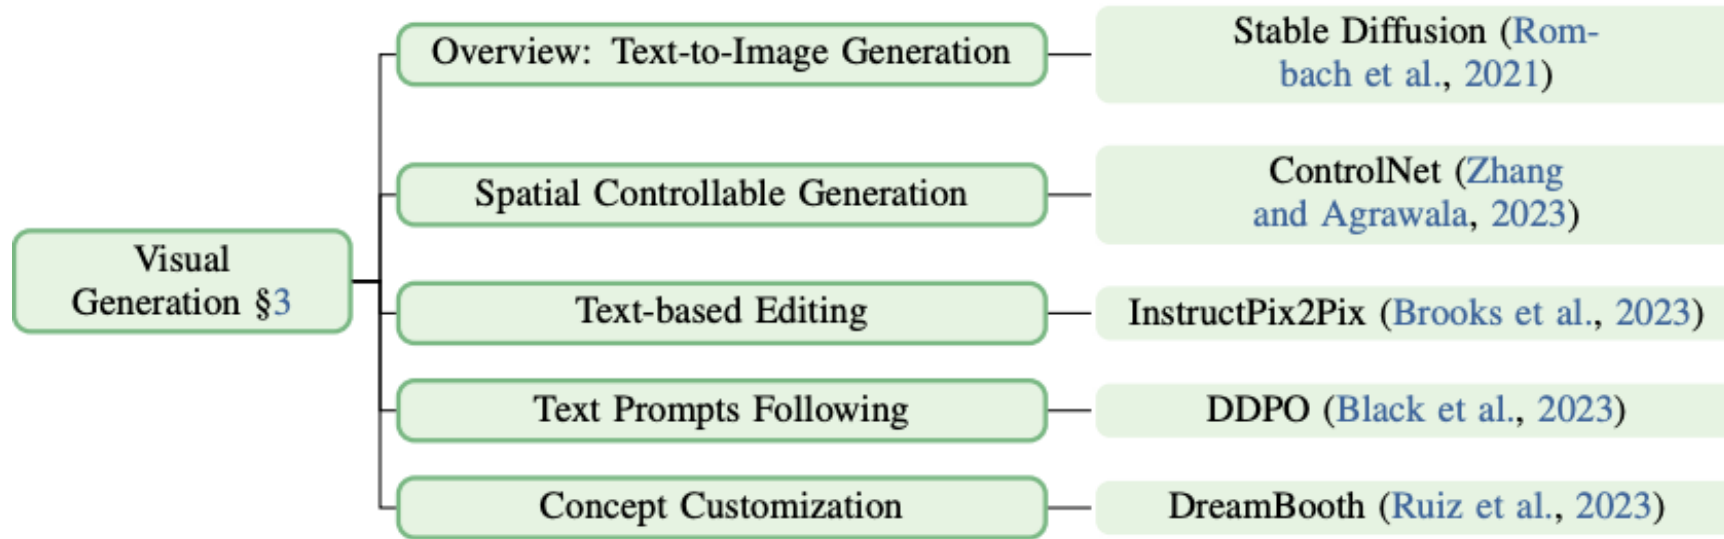 Visual
Generation §3
Overview: Text-to-Image Generation
Stable Diffusion (Rom-
bach et al., 2021)
Spatial Controllable Generation
ControlNet (Zhang
and Agrawala, 2023)
Text-based Editing
InstructPix2Pix (Brooks et al., 2023)
Text Prompts Following
DDPO (Black et al., 2023)
Concept Customization
DreamBooth (Ruiz et al., 2023)